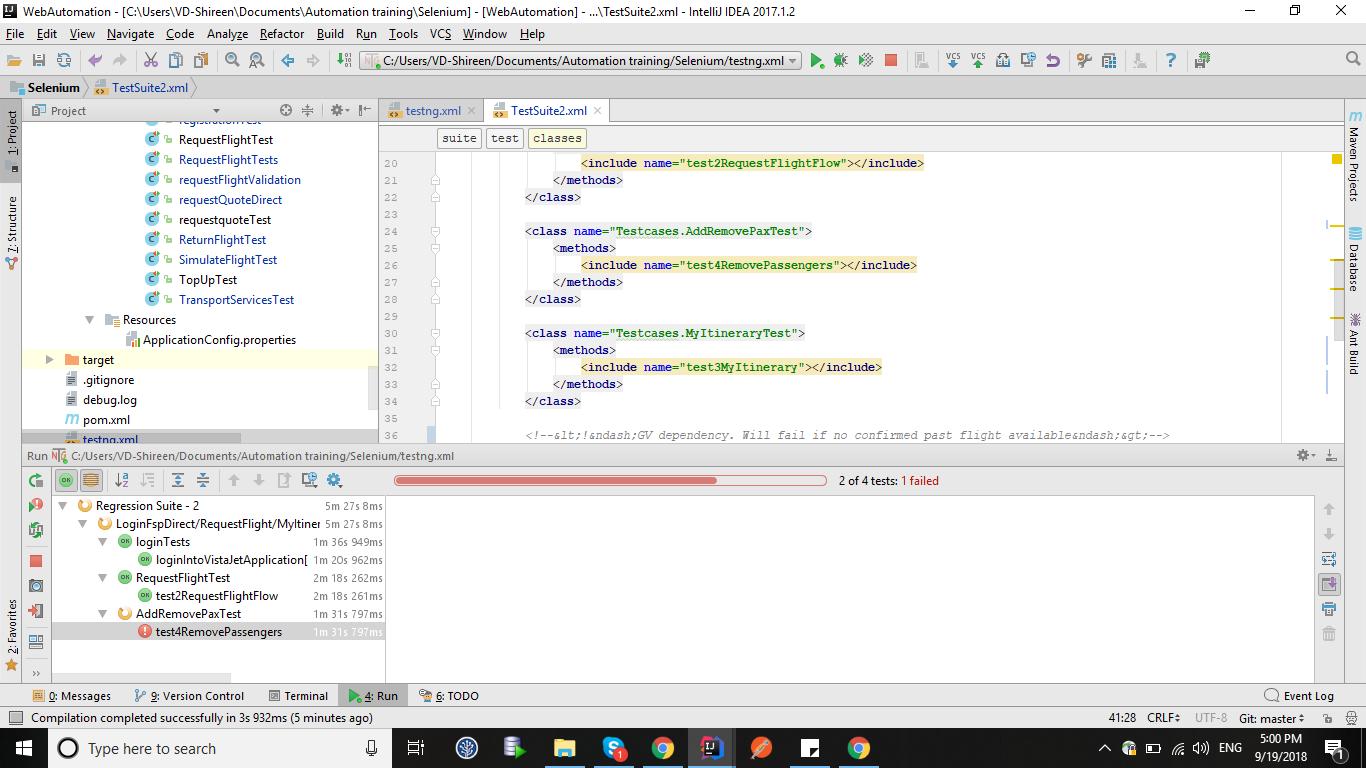 WebAutomation - [C:\Users\VD-Shireen\Documents\Automation training\Selenium] - [WebAutomation] - ...\TestSuite2.xml - IntelliJ IDEA 2017.1.2
File Edit View Navigate Code Analyze Refactor Build Run Tools VCS Window Help
C:/Users/VD-Shireen/Documents/Automation training/Selenium/testng.xml VCS VCS
Selenium TestSuite2.xml
Project testng.xml TestSuite2.xml
suite test classes
1: Project
7: Structure
2: Favorites
registrationTest
RequestFlightTest
RequestFlightTests
requestFlightValidation
requestQuoteDirect
requestquoteTest
ReturnFlightTest
SimulateFlightTest
TopUpTest
TransportServicesTest
Resources
ApplicationConfig.properties
target
.gitignore
debug.log
pom.xml
testng.xml
20 <include name="test2RequestFlightFlow"></include>
21 </methods>
22 </class>
23
24 <class name="Testcases.AddRemovePaxTest">
25 <methods>
26 <include name="test4RemovePassengers"></include>
27 </methods>
28 </class>
29
30 <class name="Testcases.MyItineraryTest">
31 <methods>
32 <include name="test3MyItinerary"></include>
33 </methods>
34 </class>
35
36 <!--&lt;!&ndash;GV dependency. Will fail if no confirmed past flight available&ndash;&gt;-->
Maven Projects
Database
Ant Build
Run C:/Users/VD-Shireen/Documents/Automation training/Selenium/testng.xml
2 of 4 tests: 1 failed
Regression Suite - 2 5m 27s 8ms
LoginFspDirect/RequestFlight/MyItiner 5m 27s 8ms
loginTests 1m 36s 949ms
loginIntoVistaJetApplication[ 1m 20s 962ms
RequestFlightTest 2m 18s 262ms
test2RequestFlightFlow 2m 18s 261ms
AddRemovePaxTest 1m 31s 797ms
test4RemovePassengers 1m 31s 797ms
0: Messages 9: Version Control Terminal 4: Run 6: TODO Event Log
Compilation completed successfully in 3s 932ms (5 minutes ago) 41:28 CRLF UTF-8 Git: master
Type here to search 1 ENG 5:00 PM
9/19/2018 1